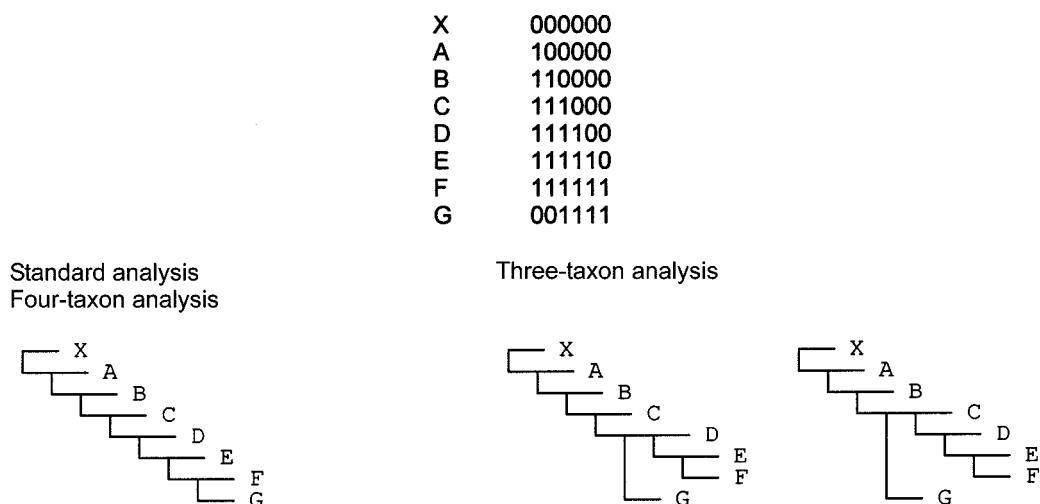 X 000000
A 100000
B 110000
C 111000
D 111100
E 111110
F 111111
G 001111
Standard analysis
Four-taxon analysis
Three-taxon analysis
X
A
B
C
D
E
F
G
X
A
B
C
D
E
F
G
X
A
B
C
D
E
F
G